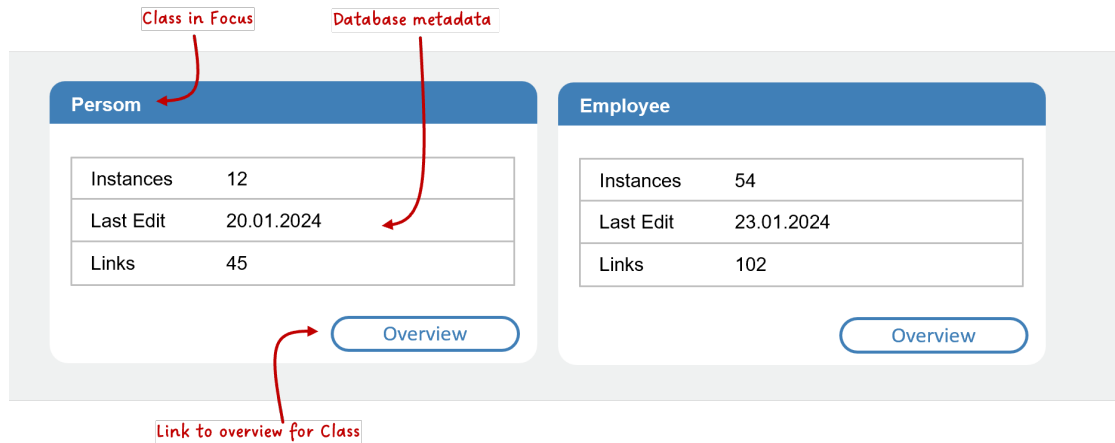 Class in Focus
Database metadata
Persom
Employee
Instances 12
Last Edit 20.01.2024
Links 45
Overview
Instances 54
Last Edit 23.01.2024
Links 102
Overview
Link to overview for Class